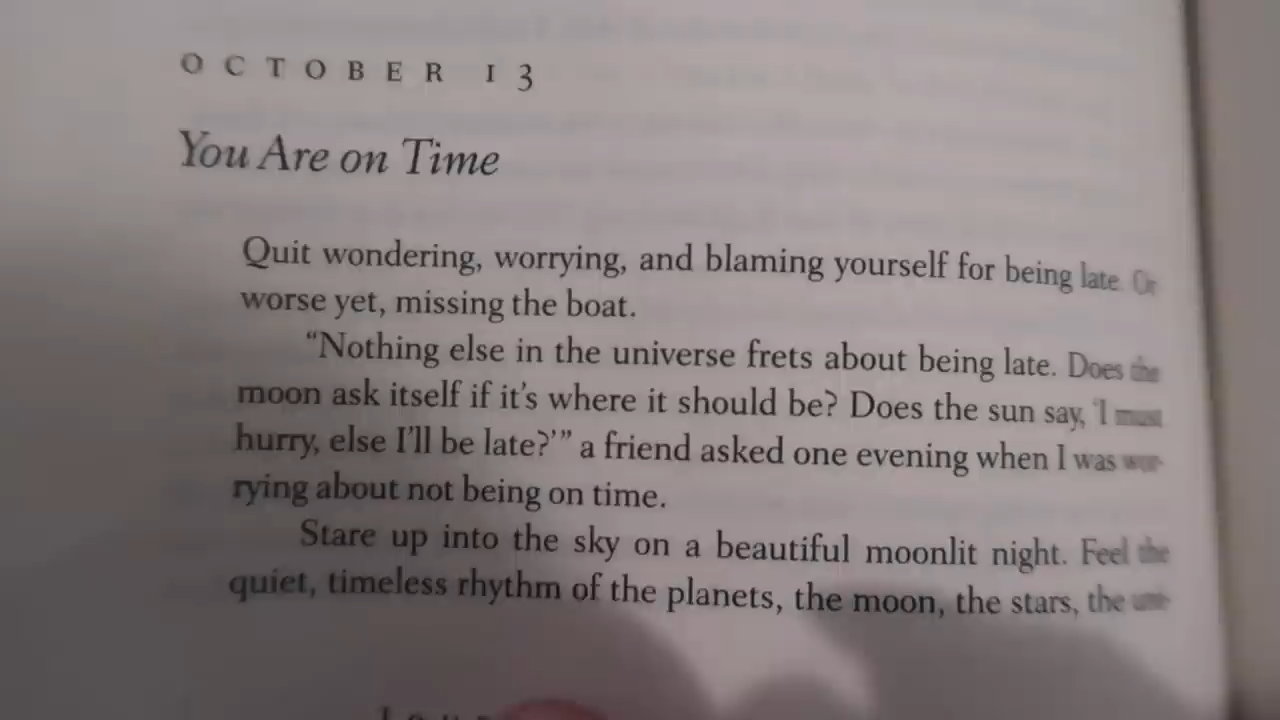 OCTOBER 13
You Are on Time
Quit wondering, worrying, and blaming yourself for being late. Or
worse yet, missing the boat.
“Nothing else in the universe frets about being late. Does the
moon ask itself if it’s where it should be? Does the sun say, ‘I must
hurry, else I’ll be late?’” a friend asked one evening when I was wor-
rying about not being on time.
Stare up into the sky on a beautiful moonlit night. Feel the
quiet, timeless rhythm of the planets, the moon, the stars, the